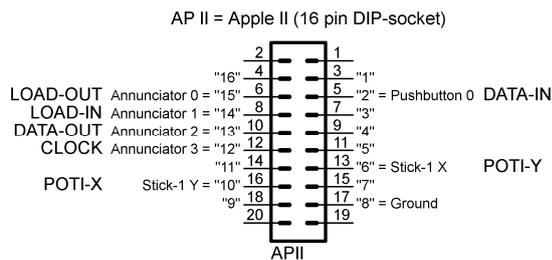 AP II = Apple II (16 pin DIP-socket)
2 1
"16" 4 3 "1"
LOAD-OUT Annunciator 0 = "15" 6 5 "2" = Pushbutton 0 DATA-IN
LOAD-IN Annunciator 1 = "14" 8 7 "3"
DATA-OUT Annunciator 2 = "13" 10 9 "4"
CLOCK Annunciator 3 = "12" 12 11 "5"
"11" 14 13 "6" = Stick-1 X POTI-Y
POTI-X Stick-1 Y = "10" 16 15 "7"
"9" 18 17 "8" = Ground
20 19
APII